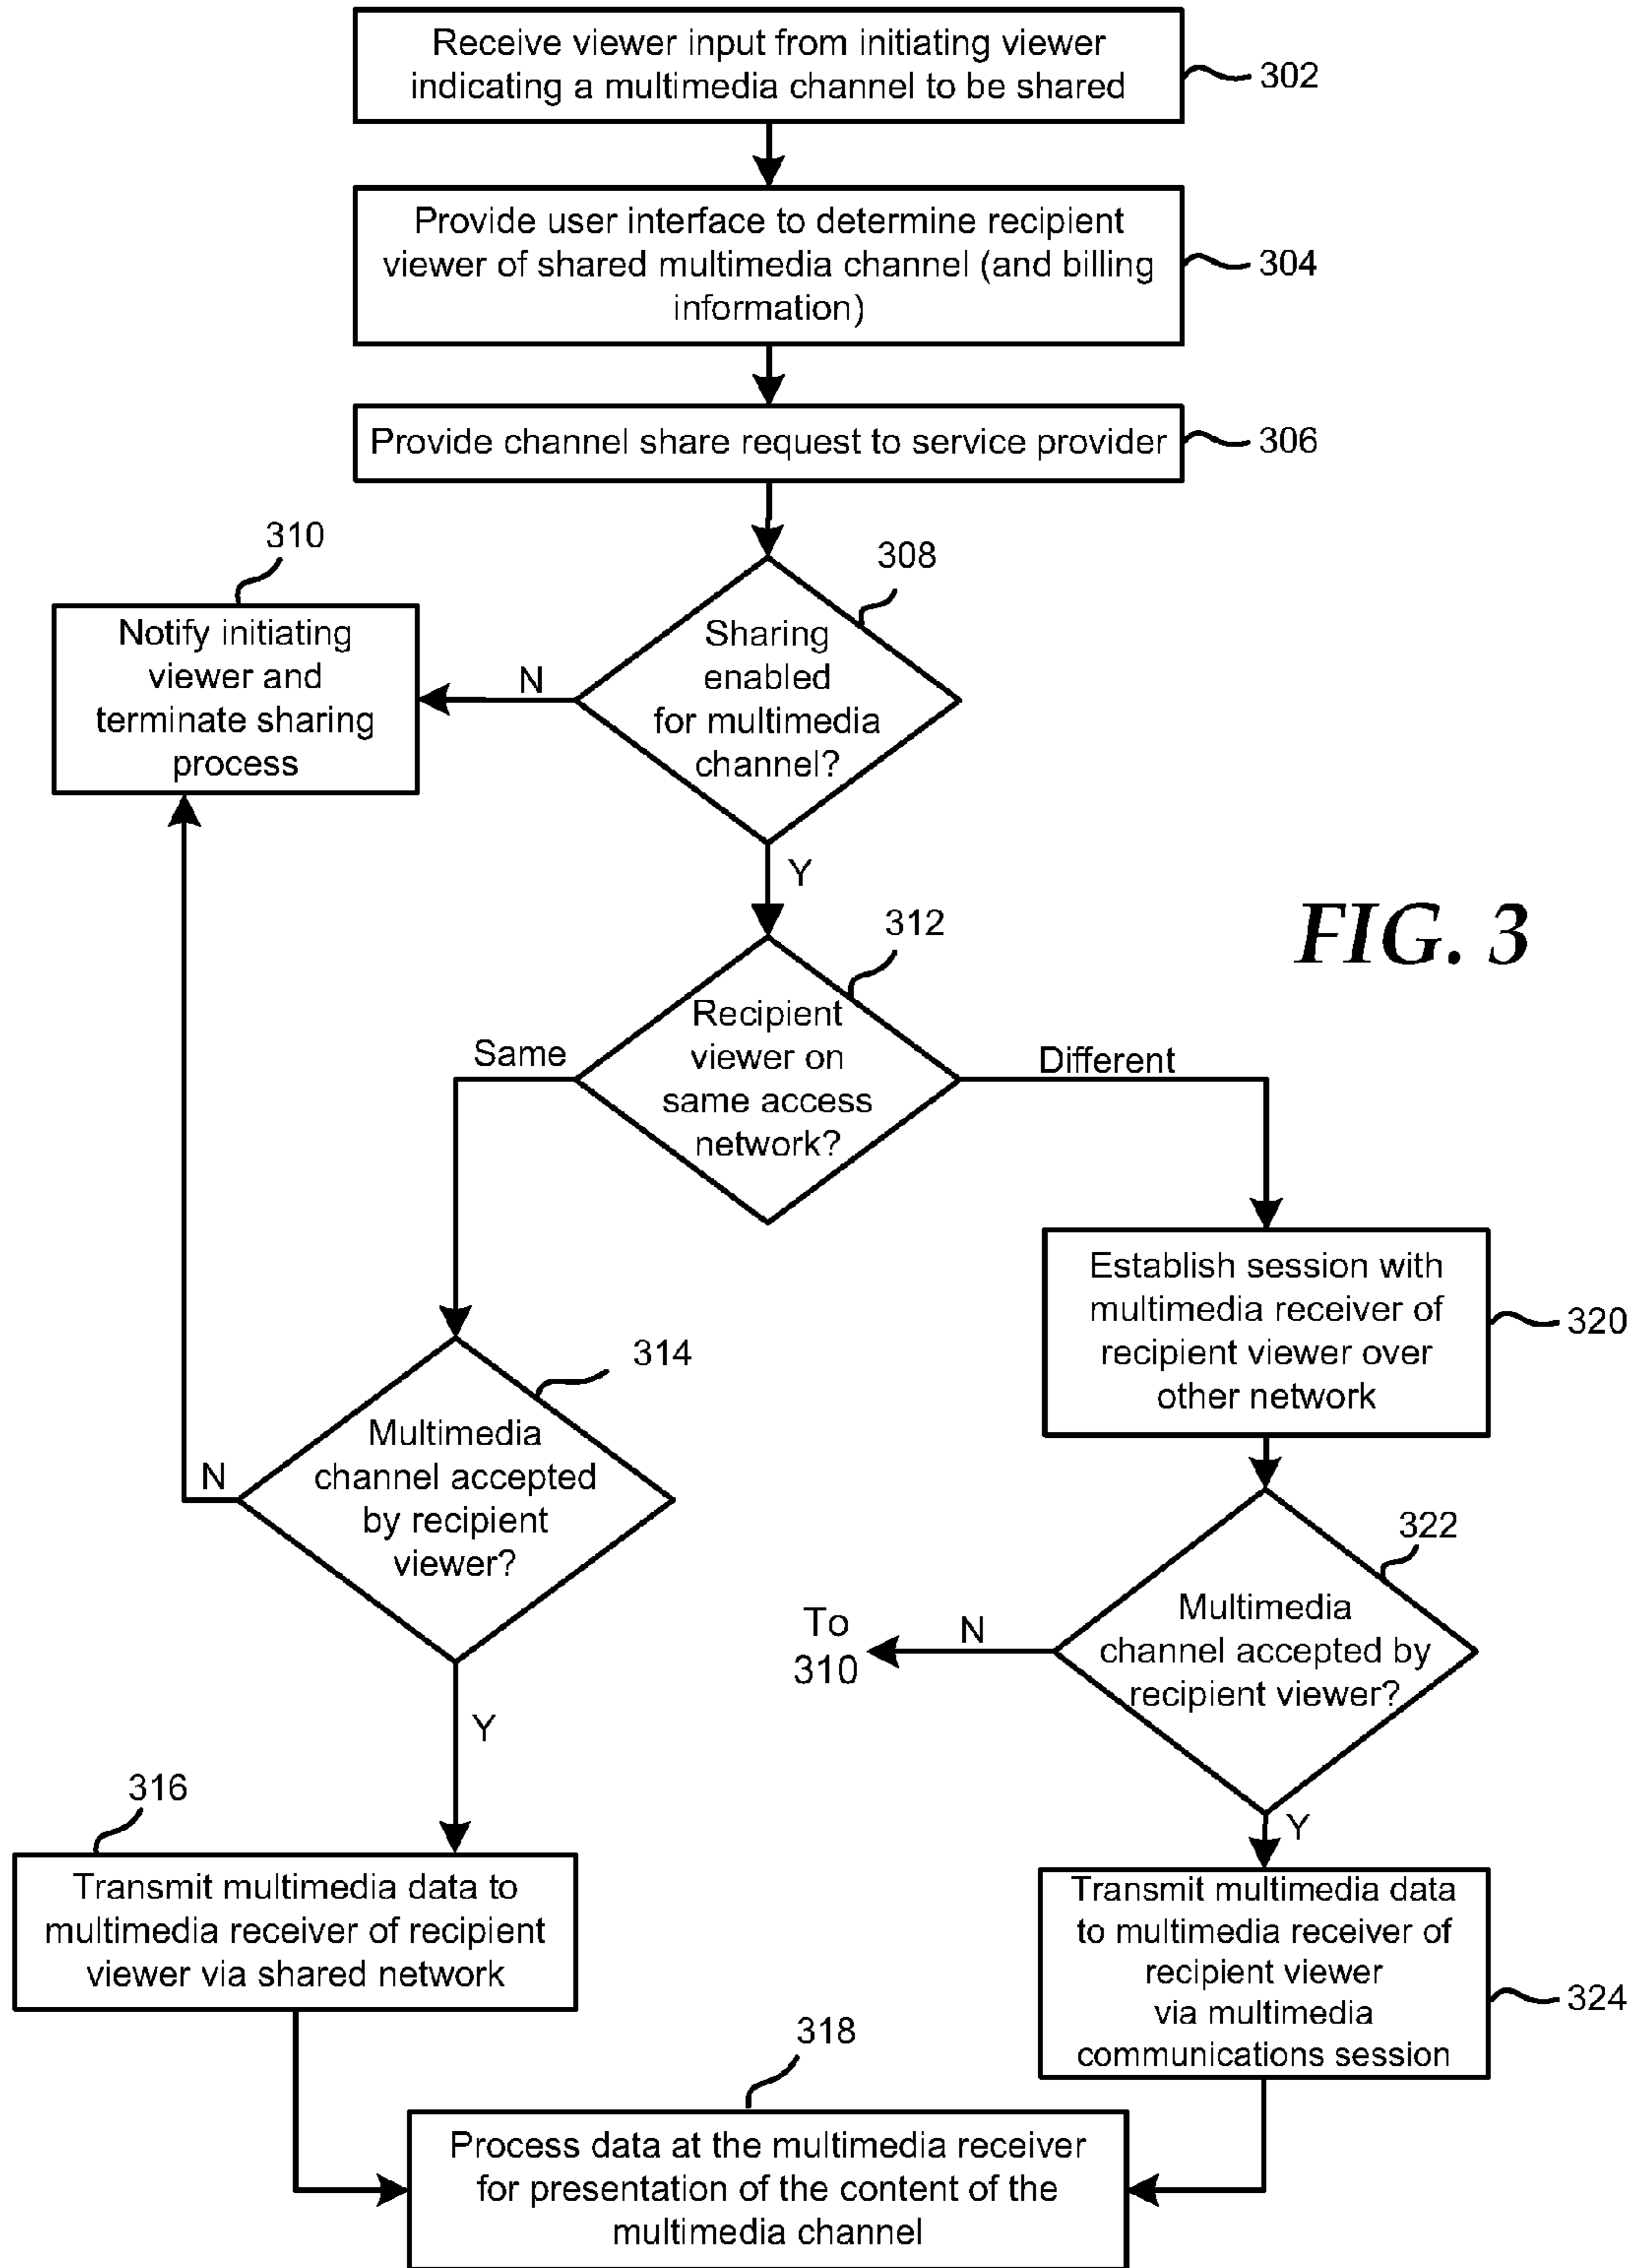 Receive viewer input from initiating viewer
indicating a multimedia channel to be shared
302
Provide user interface to determine recipient
viewer of shared multimedia channel (and billing
information)
304
Provide channel share request to service provider
306
310
Notify initiating
viewer and
terminate sharing
process
N
308
Sharing
enabled
for multimedia
channel?
Y
312
FIG. 3
Recipient
viewer on
same access
network?
Same
Different
314
Multimedia
channel accepted
by recipient
viewer?
N
Y
Establish session with
multimedia receiver of
recipient viewer over
other network
320
322
Multimedia
channel accepted by
recipient viewer?
N
To
310
Y
316
Transmit multimedia data to
multimedia receiver of recipient
viewer via shared network
Transmit multimedia data
to multimedia receiver of
recipient viewer
via multimedia
communications session
324
318
Process data at the multimedia receiver
for presentation of the content of the
multimedia channel